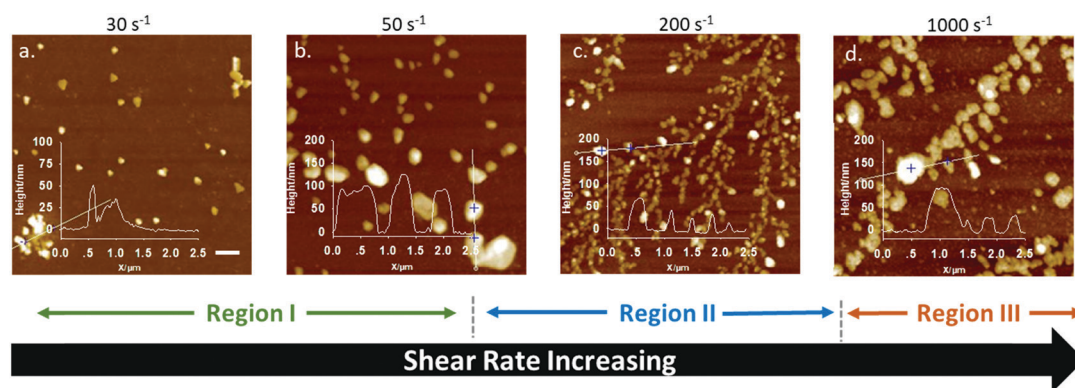 30 s⁻¹ 50 s⁻¹ 200 s⁻¹ 1000 s⁻¹
a. b. c. d.
Height/nm
100
75
50
25
0
0.0 .5 1.0 1.5 2.0 2.5
X/µm
Height/nm
200
150
100
50
0
0.0 .5 1.0 1.5 2.0 2.5
X/µm
Height/nm
200
150
100
50
0
0.0 .5 1.0 1.5 2.0 2.5
X/µm
Height/nm
200
150
100
50
0
0.0 .5 1.0 1.5 2.0 2.5
X/µm
Region I Region II Region III
Shear Rate Increasing